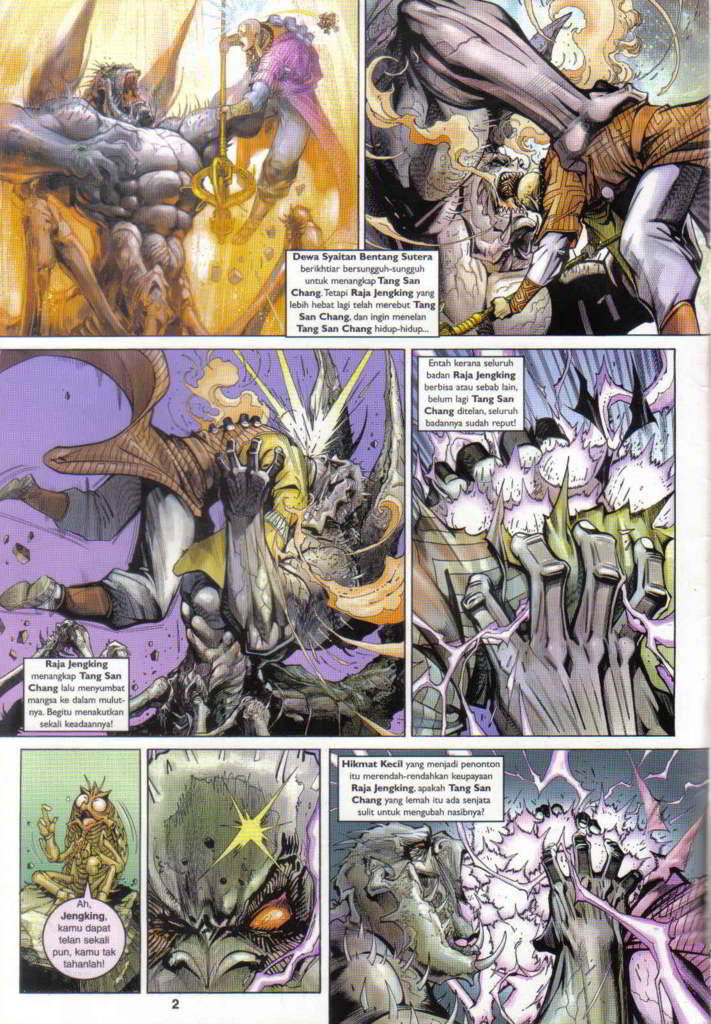 Dewa Syaitan Bentang Sutera
berikhtiar bersungguh-sungguh
untuk menangkap Tang San
Chang. Tetapi Raja Jengking yang
lebih hebat lagi telah merebut Tang
San Chang, dan ingin menelan
Tang San Chang hidup-hidup...
Entah kerana seluruh
badan Raja Jengking
berbisa atau sebab lain,
belum lagi Tang San
Chang ditelan, seluruh
badannya sudah reput!
Raja Jengking
menangkap Tang San
Chang lalu menyumbat
mangsa ke dalam mulut-
nya. Begitu menakutkan
sekali keadaannya!
Ah,
Jengking,
kamu dapat
telan sekali
pun, kamu tak
tahanlah!
Hikmat Kecil yang menjadi penonton
itu merendah-rendahkan keupayaan
Raja Jengking, apakah Tang San
Chang yang lemah itu ada senjata
sulit untuk mengubah nasibnya?
2